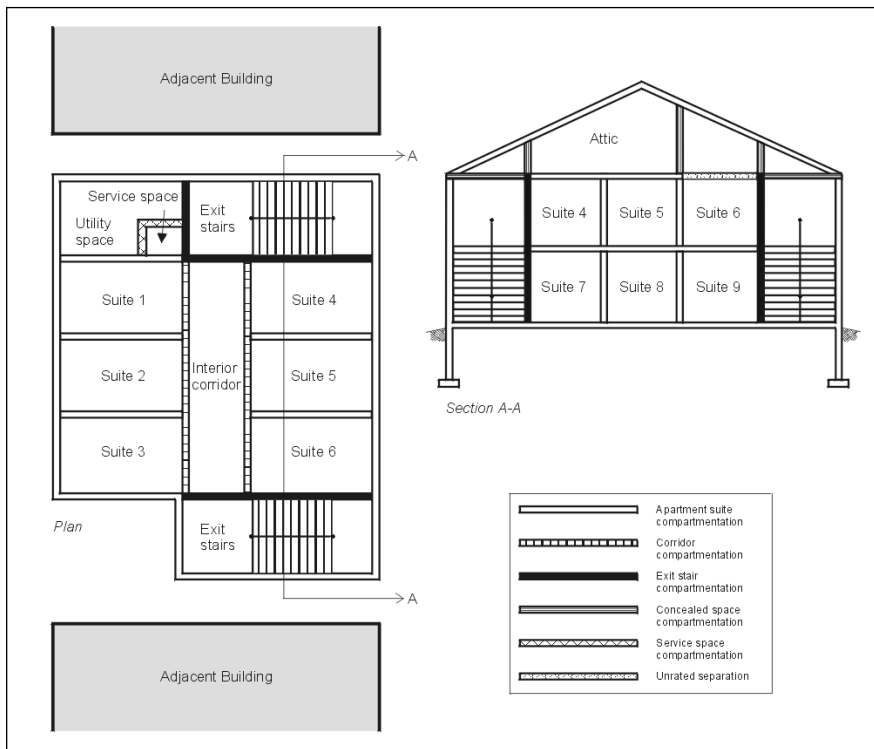 Adjacent Building
A
Service space
Utility
space
Exit
stairs
Suite 1
Suite 4
Suite 2
Interior
corridor
Suite 5
Suite 3
Suite 6
Plan
Exit
stairs
A
Adjacent Building
Attic
Suite 4
Suite 5
Suite 6
Suite 7
Suite 8
Suite 9
Section A-A
Apartment suite
compartmentation
Corridor
compartmentation
Exit stair
compartmentation
Concealed space
compartmentation
Service space
compartmentation
Unrated separation